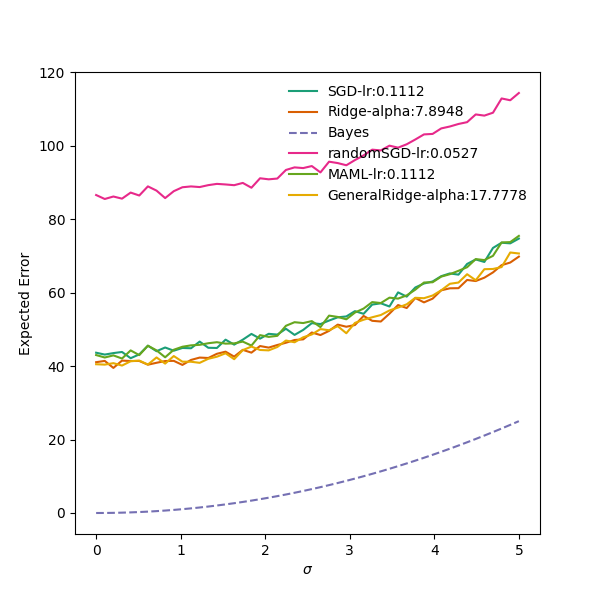 120
100
80
60
40
20
0
Expected Error
SGD-lr:0.1112
Ridge-alpha:7.8948
Bayes
randomSGD-lr:0.0527
MAML-lr:0.1112
GeneralRidge-alpha:17.7778
0 1 2 3 4 5
σ